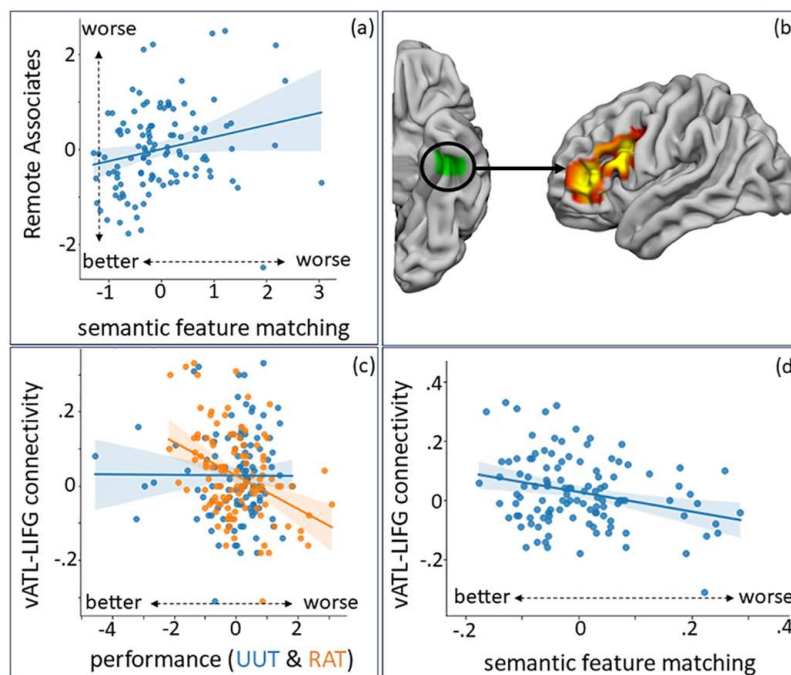 (a)
worse
2
Remote Associates
0
-2
better
worse
-1 0 1 2 3
semantic feature matching
(b)
(c)
vATL-LIFG connectivity
.2
0
-.2
better
worse
-4 -2 0 2
performance (UUT & RAT)
(d)
vATL-LIFG connectivity
.4
.2
0
-.2
better
worse
-.2 0 .2 .4
semantic feature matching